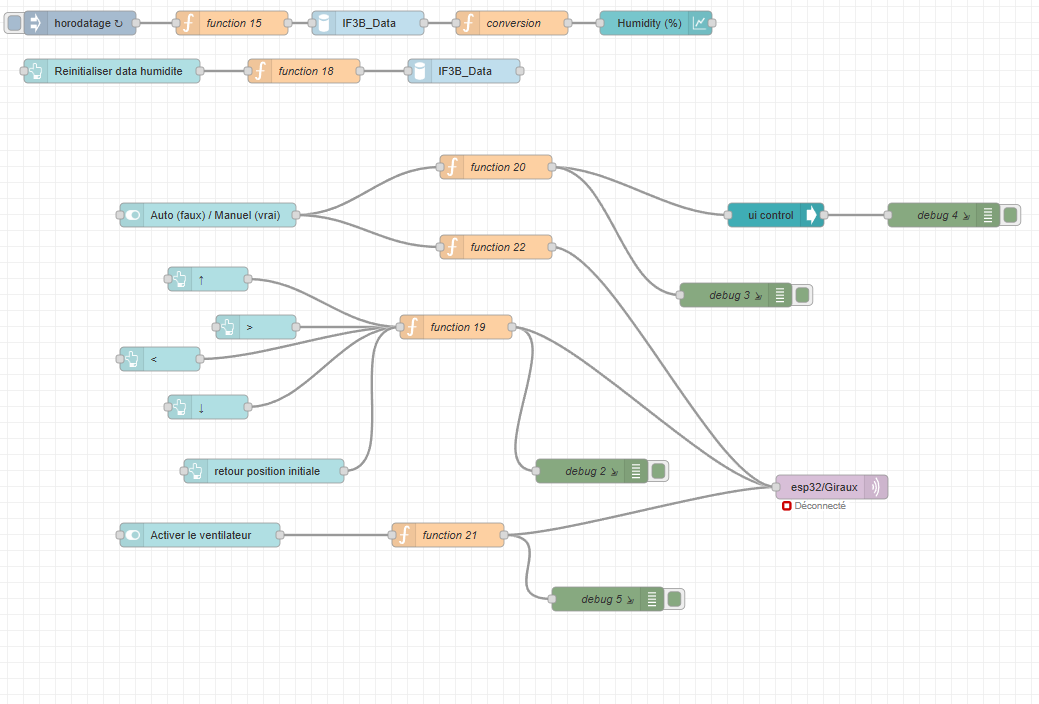 horodatage ↻
function 15
IF3B_Data
conversion
Humidity (%)
Reinitialiser data humidite
function 18
IF3B_Data
function 20
Auto (faux) / Manuel (vrai)
ui control
debug 4
function 22
↑
debug 3
>
function 19
<
↓
retour position initiale
debug 2
esp32/Giraux
Déconnecté
Activer le ventilateur
function 21
debug 5